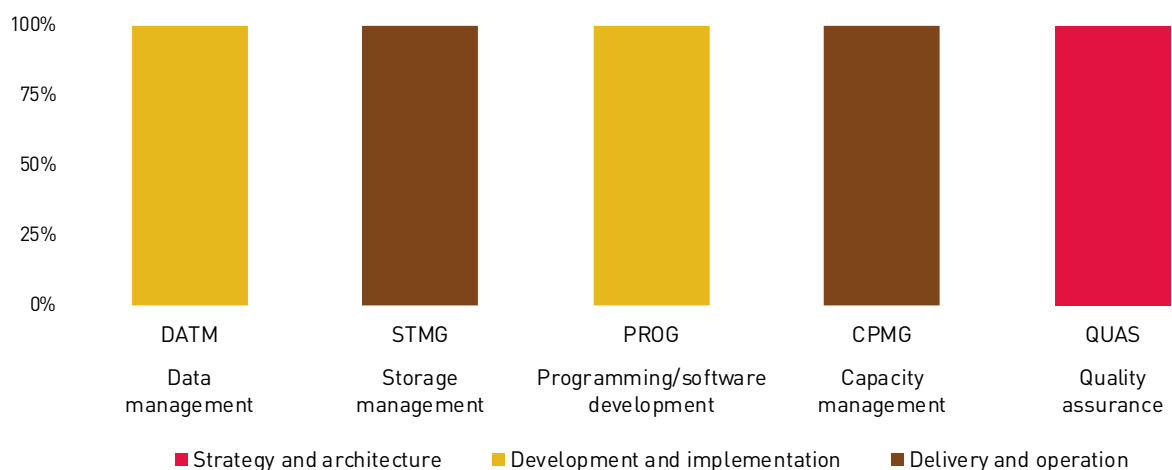 100%
75%
50%
25%
0%
DATM STMG PROG CPMG QUAS
Data Storage Programming/software Capacity Quality
management management development management assurance
Strategy and architecture Development and implementation Delivery and operation